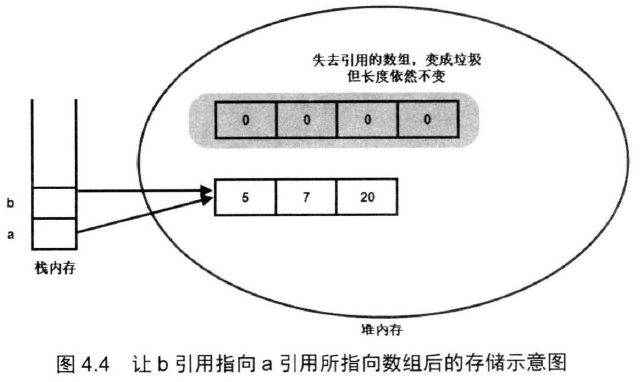 失去引用的数组，变成垃圾
但长度依然不变
0 0 0 0
b
5 7 20
a
栈内存
堆内存
图 4.4 让 b 引用指向 a 引用所指向数组后的存储示意图